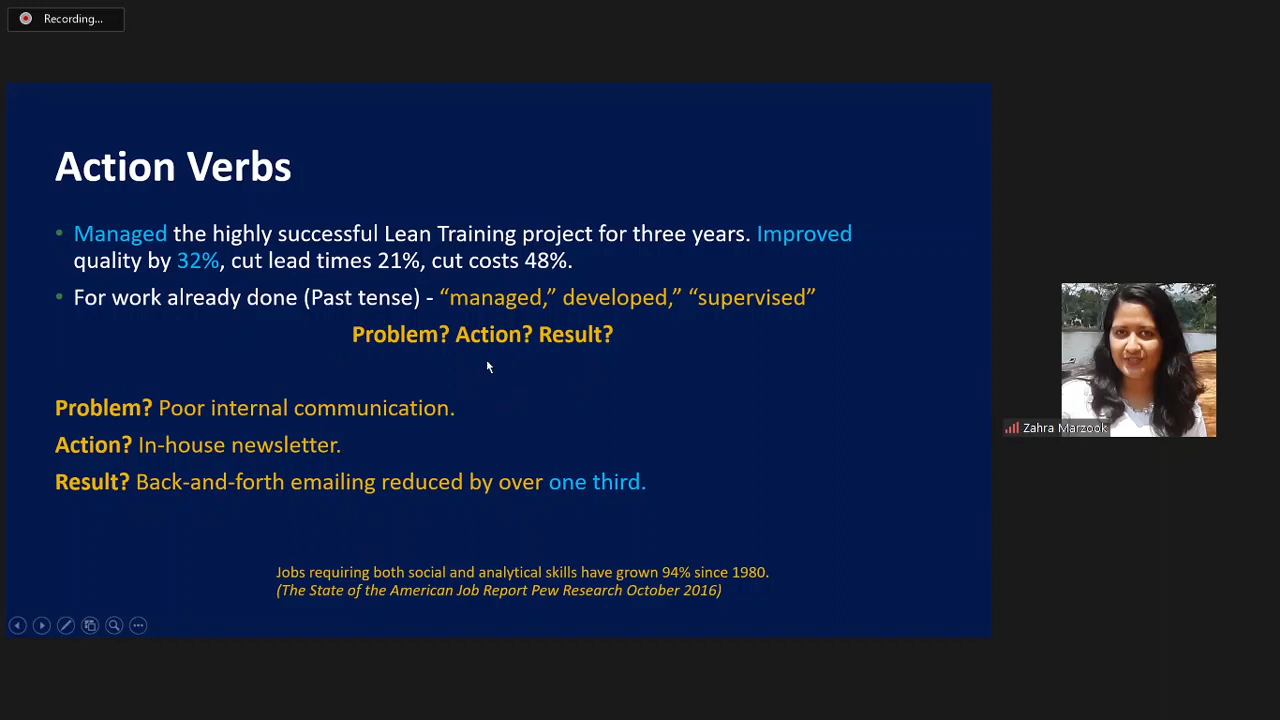 Recording...
Action Verbs
• Managed the highly successful Lean Training project for three years. Improved
quality by 32%, cut lead times 21%, cut costs 48%.
• For work already done (Past tense) - “managed,” developed,” “supervised”
Problem? Action? Result?
Problem? Poor internal communication.
Action? In-house newsletter.
Result? Back-and-forth emailing reduced by over one third.
Jobs requiring both social and analytical skills have grown 94% since 1980.
(The State of the American Job Report Pew Research October 2016)
Zahra Marzook